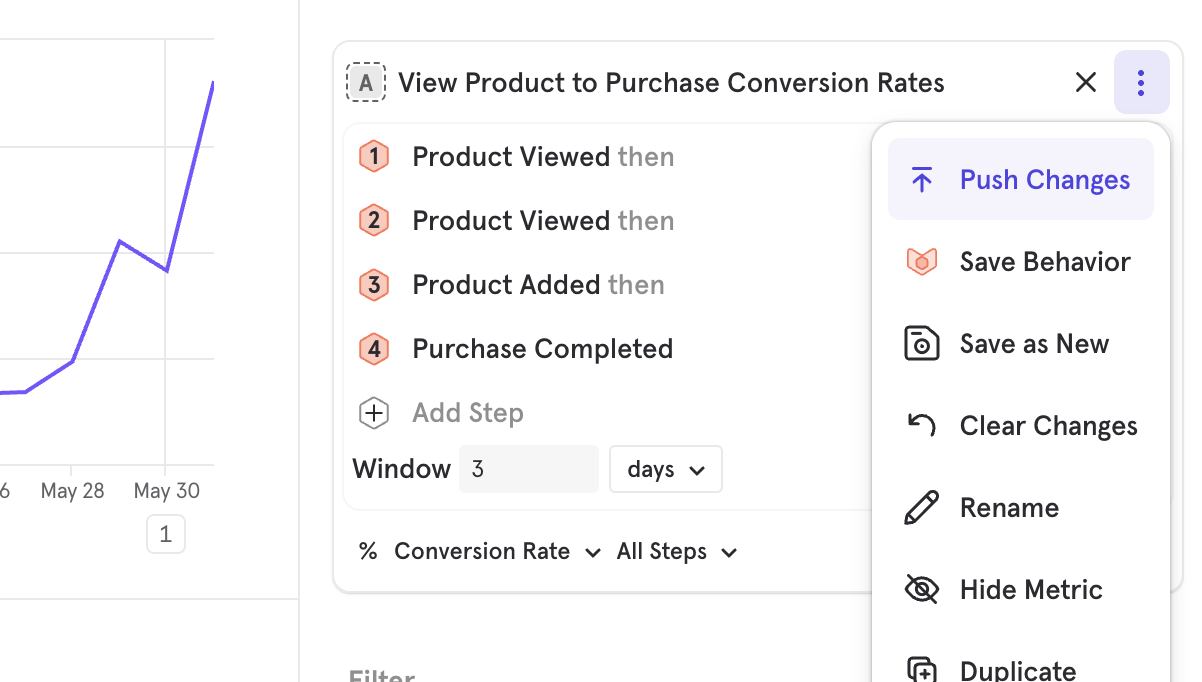 A View Product to Purchase Conversion Rates
1 Product Viewed then
2 Product Viewed then
3 Product Added then
4 Purchase Completed
Add Step
Window 3 days
% Conversion Rate All Steps
Filter
Push Changes
Save Behavior
Save as New
Clear Changes
Rename
Hide Metric
Duplicate
6 May 28 May 30
1